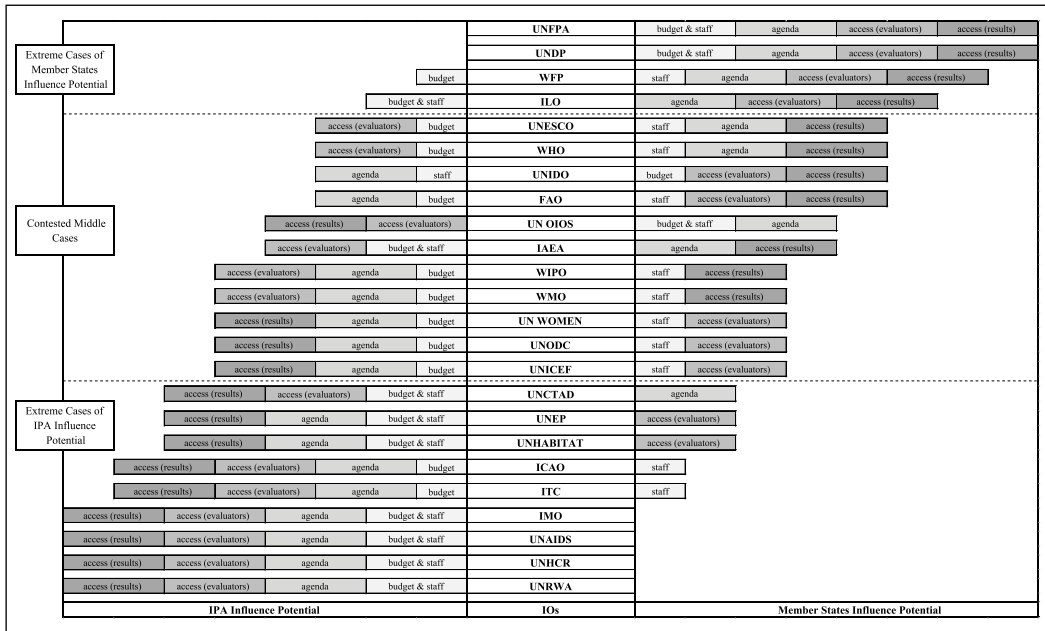 UNFPA budget & staff agenda access (evaluators) access (results)
Extreme Cases of
Member States
Influence Potential
UNDP budget & staff agenda access (evaluators) access (results)
budget WFP staff agenda access (evaluators) access (results)
budget & staff ILO agenda access (evaluators) access (results)
access (evaluators) budget UNESCO staff agenda access (results)
access (evaluators) budget WHO staff agenda access (results)
agenda staff UNIDO budget access (evaluators) access (results)
agenda budget FAO staff access (evaluators) access (results)
Contested Middle
Cases
access (results) access (evaluators) UN OIOS budget & staff agenda
access (evaluators) budget & staff IAEA agenda access (results)
access (evaluators) agenda budget WIPO staff access (results)
access (evaluators) agenda budget WMO staff access (results)
access (results) agenda budget UN WOMEN staff access (evaluators)
access (results) agenda budget UNODC staff access (evaluators)
access (results) agenda budget UNICEF staff access (evaluators)
access (results) access (evaluators) budget & staff UNCTAD agenda
Extreme Cases of
IPA Influence
Potential
access (results) agenda budget & staff UNEP access (evaluators)
access (results) agenda budget & staff UNHABITAT access (evaluators)
access (results) access (evaluators) agenda budget ICAO staff
access (results) access (evaluators) agenda budget ITC staff
access (results) access (evaluators) agenda budget & staff IMO
access (results) access (evaluators) agenda budget & staff UNAIDS
access (results) access (evaluators) agenda budget & staff UNHCR
access (results) access (evaluators) agenda budget & staff UNRWA
IPA Influence Potential IOs Member States Influence Potential